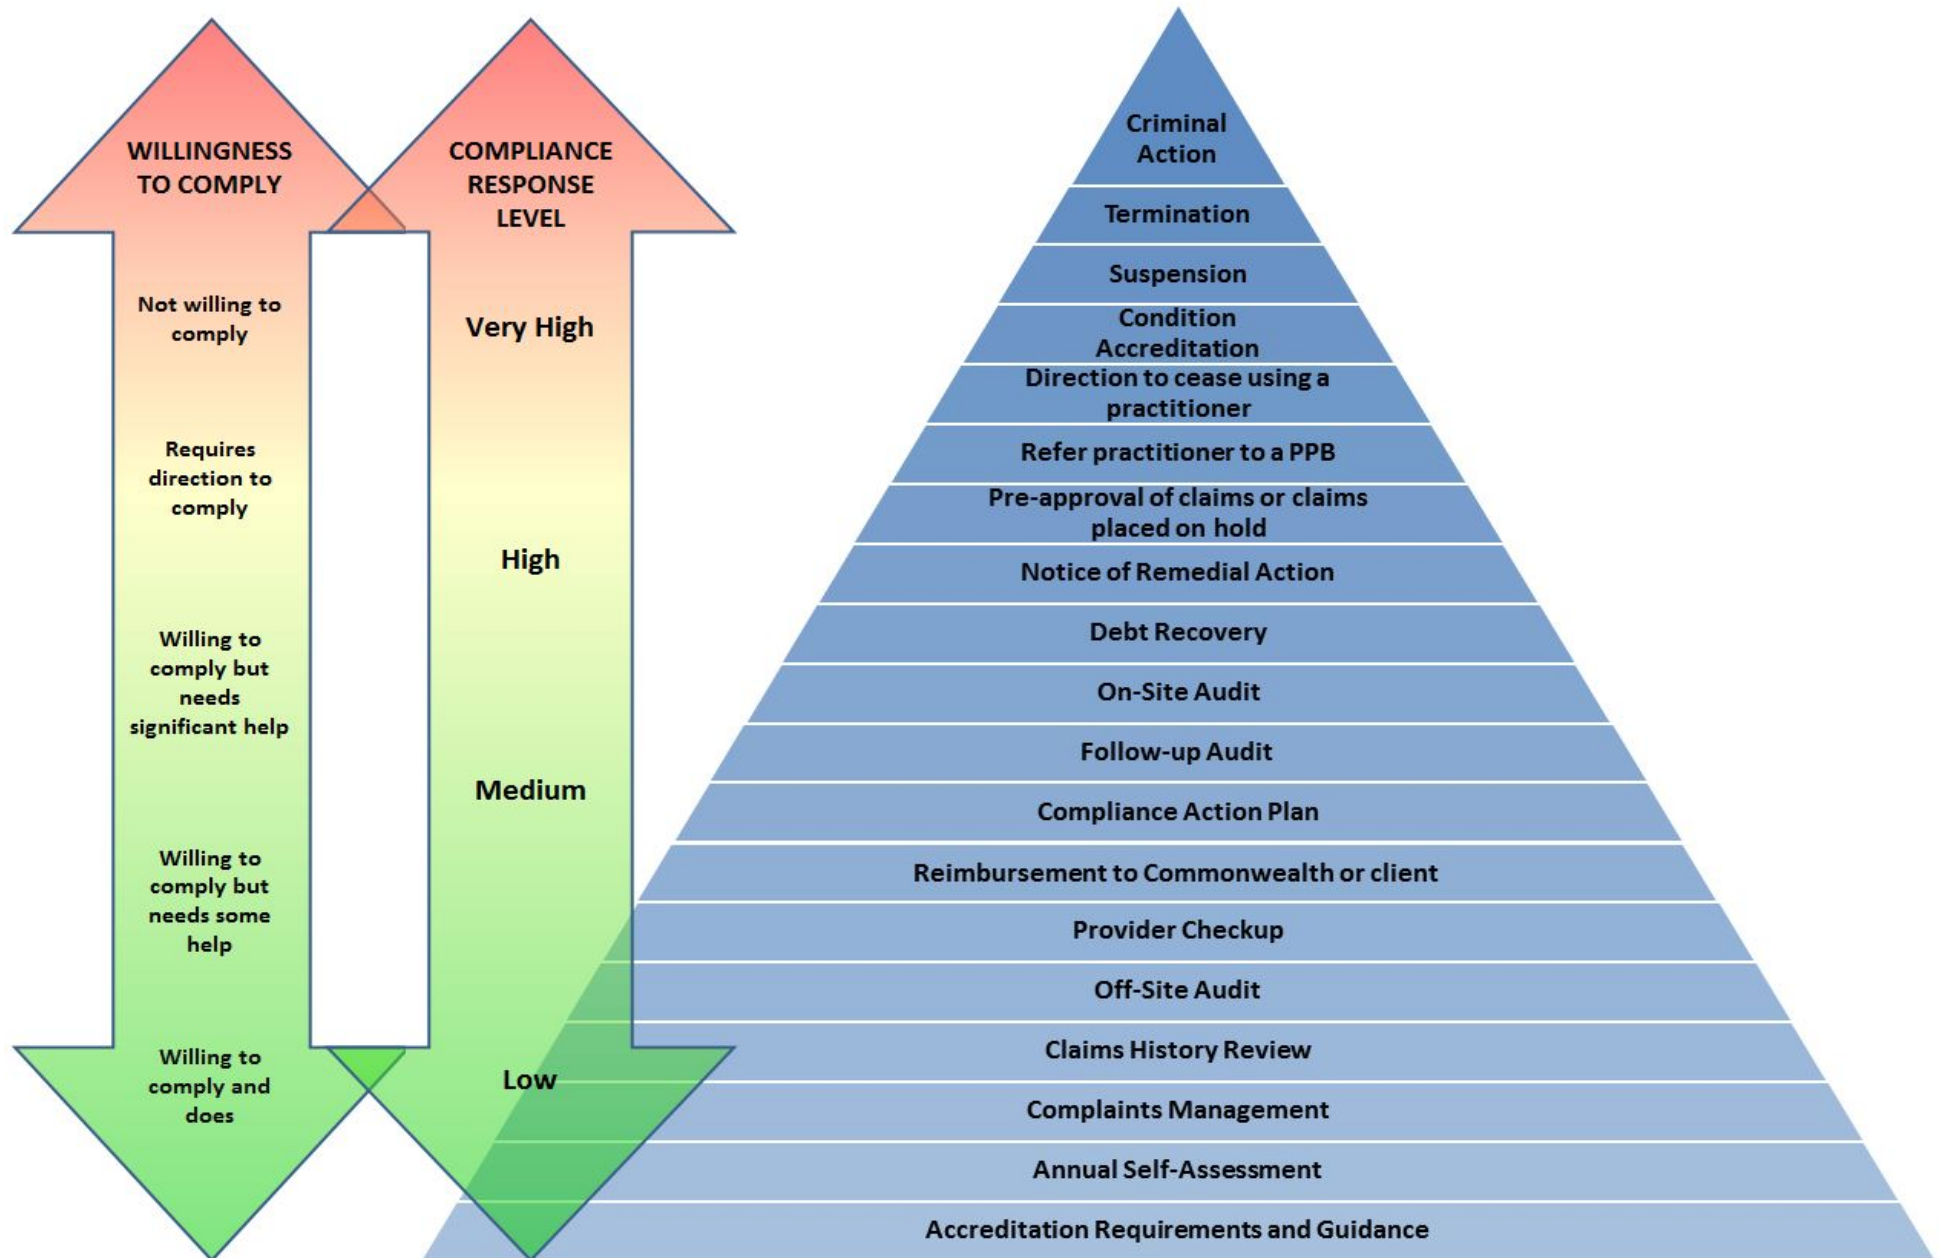 WILLINGNESS
TO COMPLY
Not willing to
comply
Requires
direction to
comply
Willing to
comply but
needs
significant help
Willing to
comply but
needs some
help
Willing to
comply and
does
COMPLIANCE
RESPONSE
LEVEL
Very High
High
Medium
Low
Criminal
Action
Termination
Suspension
Condition
Accreditation
Direction to cease using a
practitioner
Refer practitioner to a PPB
Pre-approval of claims or claims
placed on hold
Notice of Remedial Action
Debt Recovery
On-Site Audit
Follow-up Audit
Compliance Action Plan
Reimbursement to Commonwealth or client
Provider Checkup
Off-Site Audit
Claims History Review
Complaints Management
Annual Self-Assessment
Accreditation Requirements and Guidance